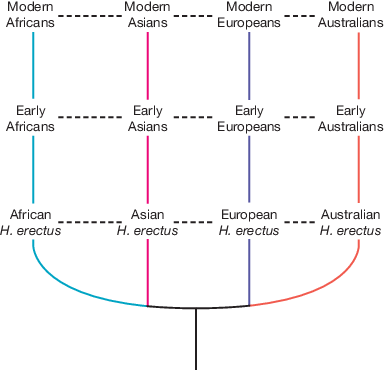 Modern Africans
Modern Asians
Modern Europeans
Modern Australians
Early Africans
Early Asians
Early Europeans
Early Australians
African H. erectus
Asian H. erectus
European H. erectus
Australian H. erectus